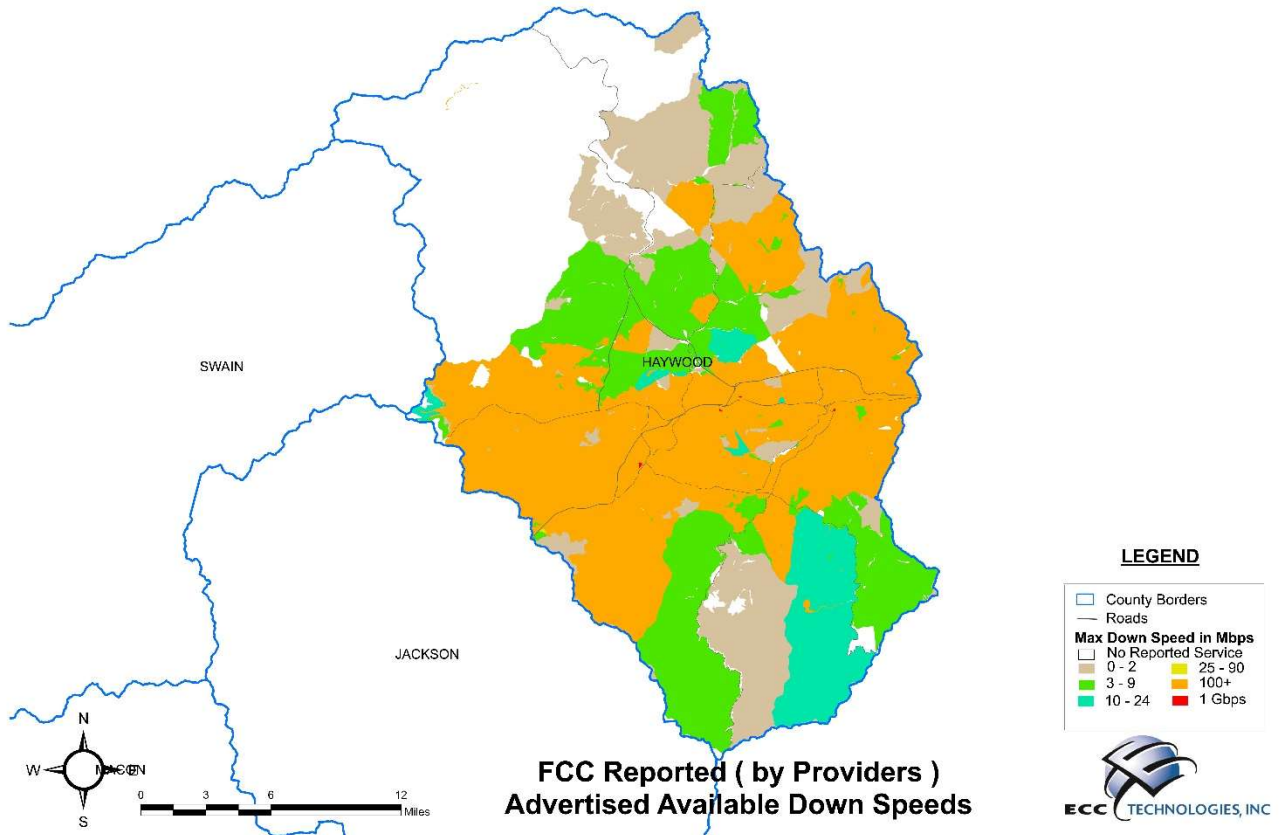 SWAIN
HAYWOOD
JACKSON
MACON
N
W
E
S
0 3 6 12
Miles
FCC Reported ( by Providers )
Advertised Available Down Speeds
LEGEND
County Borders
Roads
Max Down Speed in Mbps
No Reported Service
0 - 2
25 - 90
3 - 9
100+
10 - 24
1 Gbps
ECC TECHNOLOGIES, INC